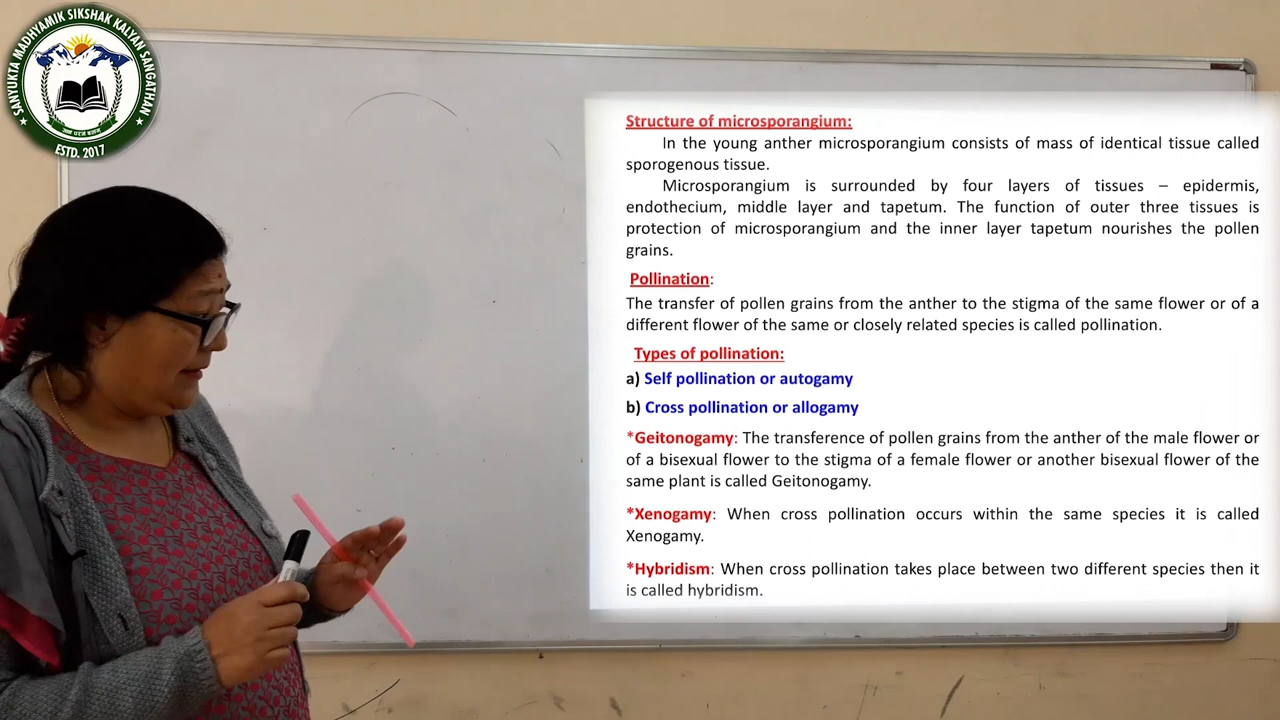 SANYUKTA MADHYAMIK SIKSHAK KALYAN SANGATHAN
ESTD. 2017
Structure of microsporangium:
In the young anther microsporangium consists of mass of identical tissue called
sporogenous tissue.
Microsporangium is surrounded by four layers of tissues – epidermis,
endothecium, middle layer and tapetum. The function of outer three tissues is
protection of microsporangium and the inner layer tapetum nourishes the pollen
grains.
Pollination:
The transfer of pollen grains from the anther to the stigma of the same flower or of a
different flower of the same or closely related species is called pollination.
Types of pollination:
a) Self pollination or autogamy
b) Cross pollination or allogamy
*Geitonogamy: The transference of pollen grains from the anther of the male flower or
of a bisexual flower to the stigma of a female flower or another bisexual flower of the
same plant is called Geitonogamy.
*Xenogamy: When cross pollination occurs within the same species it is called
Xenogamy.
*Hybridism: When cross pollination takes place between two different species then it
is called hybridism.